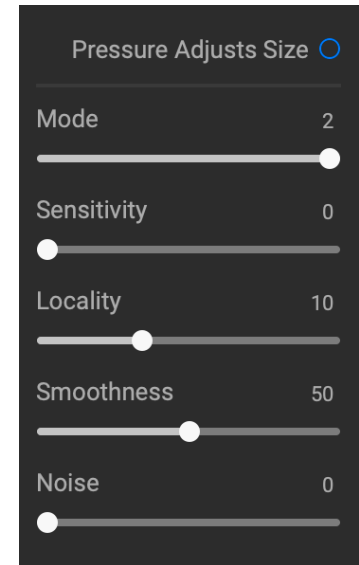 Pressure Adjusts Size
Mode 2
Sensitivity 0
Locality 10
Smoothness 50
Noise 0